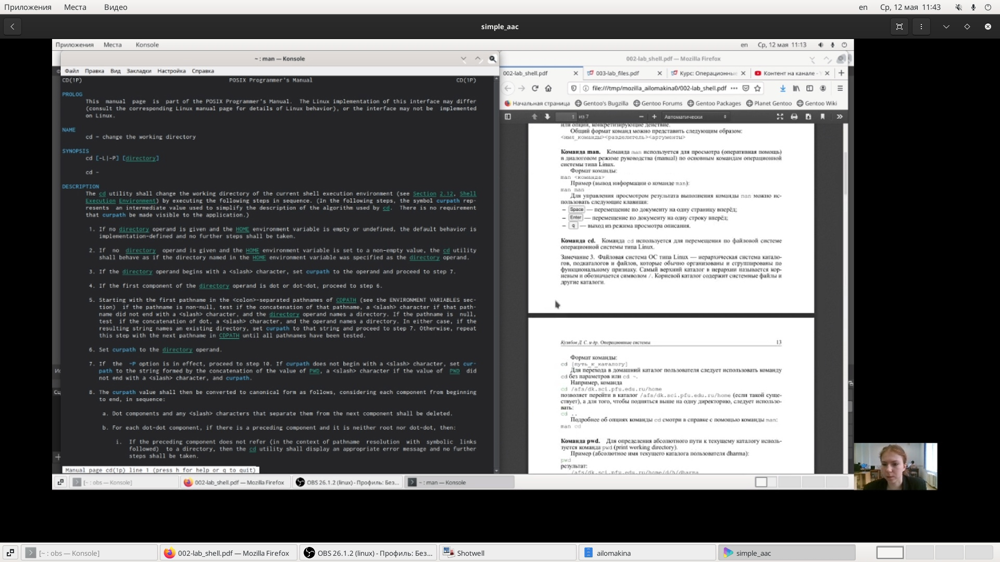 Приложения Места Видео en Ср, 12 мая 11:43
simple_aac
Приложения Места Konsole en Ср, 12 мая 11:13
~ : man — Konsole
Файл Правка Вид Закладки Настройка Справка
CD(1P) POSIX Programmer's Manual CD(1P)
PROLOG
This manual page is part of the POSIX Programmer's Manual. The Linux implementation of this interface may differ
(consult the corresponding Linux manual page for details of Linux behavior), or the interface may not be implemented
on Linux.
NAME
cd - change the working directory
SYNOPSIS
cd [-L|-P] [directory]
cd -
DESCRIPTION
The cd utility shall change the working directory of the current shell execution environment (see Section 2.12, Shell
Execution Environment) by executing the following steps in sequence. (In the following steps, the symbol curpath rep-
resents an intermediate value used to simplify the description of the algorithm used by cd. There is no requirement
that curpath be made visible to the application.)
1. If no directory operand is given and the HOME environment variable is empty or undefined, the default behavior is
implementation-defined and no further steps shall be taken.
2. If no directory operand is given and the HOME environment variable is set to a non-empty value, the cd utility
shall behave as if the directory named in the HOME environment variable was specified as the directory operand.
3. If the directory operand begins with a <slash> character, set curpath to the operand and proceed to step 7.
4. If the first component of the directory operand is dot or dot-dot, proceed to step 6.
5. Starting with the first pathname in the <colon>-separated pathnames of CDPATH (see the ENVIRONMENT VARIABLES sec-
tion) if the pathname is non-null, test if the concatenation of that pathname, a <slash> character if that path-
name did not end with a <slash> character, and the directory operand names a directory. If the pathname is null,
test if the concatenation of dot, a <slash> character, and the operand names a directory. In either case, if the
resulting string names an existing directory, set curpath to that string and proceed to step 7. Otherwise, repeat
this step with the next pathname in CDPATH until all pathnames have been tested.
6. Set curpath to the directory operand.
7. If the -P option is in effect, proceed to step 10. If curpath does not begin with a <slash> character, set cur-
path to the string formed by the concatenation of the value of PWD, a <slash> character if the value of PWD did
not end with a <slash> character, and curpath.
8. The curpath value shall then be converted to canonical form as follows, considering each component from beginning
to end, in sequence:
a. Dot components and any <slash> characters that separate them from the next component shall be deleted.
b. For each dot-dot component, if there is a preceding component and it is neither root nor dot-dot, then:
i. If the preceding component does not refer (in the context of pathname resolution with symbolic links
followed) to a directory, then the cd utility shall display an appropriate error message and no further
steps shall be taken.
Manual page cd(1p) line 1 (press h for help or q to quit)
002-lab_shell.pdf — Mozilla Firefox
002-lab_shell.pdf 003-lab_files.pdf Курс: Операционные Контент на канале -
file:///tmp/mozilla_ailomakina0/002-lab_shell.pdf
Начальная страница Gentoo's Bugzilla Gentoo Forums Gentoo Packages Planet Gentoo Gentoo Wiki
1 из 7 Автоматически
или опции, конкретизирующие действие.
Общий формат команд можно представить следующим образом:
<имя_команды><разделитель><аргументы>
Команда man. Команда man используется для просмотра (оперативная помощь)
в диалоговом режиме руководства (manual) по основным командам операционной
системы типа Linux.
Формат команды:
man <команда>
Пример (вывод информации о команде man):
man man
Для управления просмотром результата выполнения команды man можно ис-
пользовать следующие клавиши:
– Space — перемещение по документу на одну страницу вперёд;
– Enter — перемещение по документу на одну строку вперёд;
– q — выход из режима просмотра описания.
Команда cd. Команда cd используется для перемещения по файловой системе
операционной системы типа Linux.
Замечание 3. Файловая система ОС типа Linux — иерархическая система катало-
гов, подкаталогов и файлов, которые обычно организованы и сгруппированы по
функциональному признаку. Самый верхний каталог в иерархии называется кор-
невым и обозначается символом /. Корневой каталог содержит системные файлы и
другие каталоги.
Кулябов Д. С. и др. Операционные системы 13
Формат команды:
cd [путь_к_каталогу]
Для перехода в домашний каталог пользователя следует использовать команду
cd без параметров или cd ~.
Например, команда
cd /afs/dk.sci.pfu.edu.ru/home
позволяет перейти в каталог /afs/dk.sci.pfu.edu.ru/home (если такой суще-
ствует), а для того, чтобы подняться выше на одну директорию, следует использо-
вать:
cd ..
Подробнее об опциях команды cd смотри в справке с помощью команды man:
man cd
Команда pwd. Для определения абсолютного пути к текущему каталогу исполь-
зуется команда pwd (print working directory).
Пример (абсолютное имя текущего каталога пользователя dharma):
pwd
результат:
/afs/dk.sci.pfu.edu.ru/home/d/h/dharma
[~ : obs — Konsole] 002-lab_shell.pdf — Mozilla Firefox OBS 26.1.2 (linux) - Профиль: Без... ~ : man — Konsole
[~ : obs — Konsole] 002-lab_shell.pdf — Mozilla Firefox OBS 26.1.2 (linux) - Профиль: Без... Shotwell ailomakina simple_aac